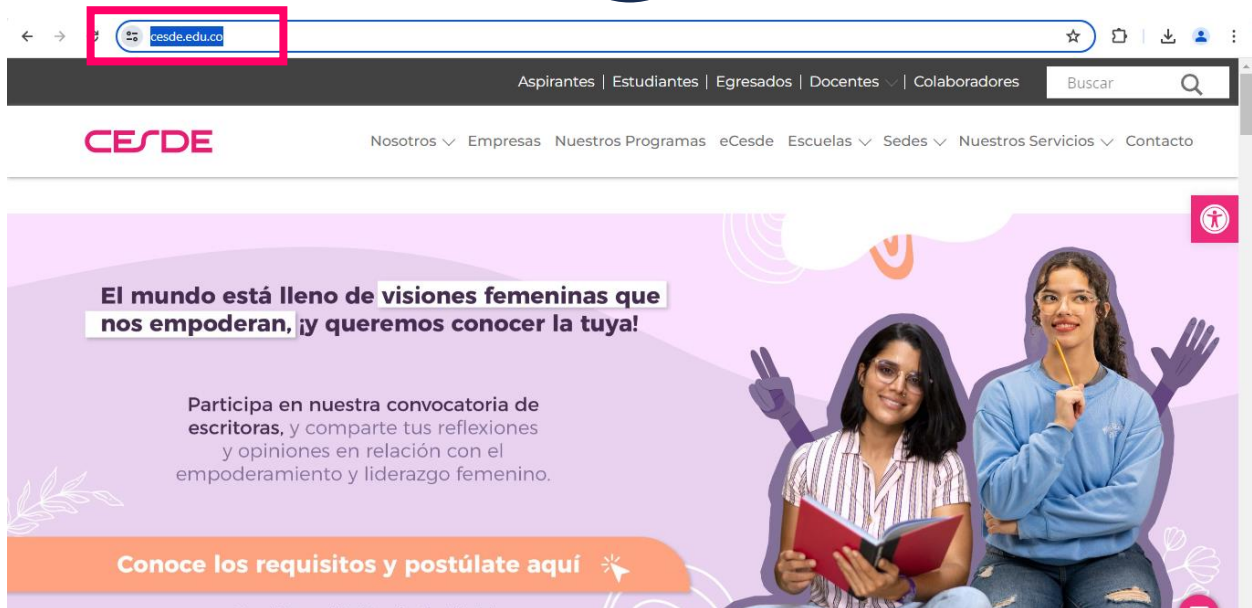 cesde.edu.co
Aspirantes | Estudiantes | Egresados | Docentes | Colaboradores
Buscar
CESDE
Nosotros Empresas Nuestros Programas eCesde Escuelas Sedes Nuestros Servicios Contacto
El mundo está lleno de visiones femeninas que
nos empoderan, ¡y queremos conocer la tuya!
Participa en nuestra convocatoria de
escritoras, y comparte tus reflexiones
y opiniones en relación con el
empoderamiento y liderazgo femenino.
Conoce los requisitos y postúlate aquí